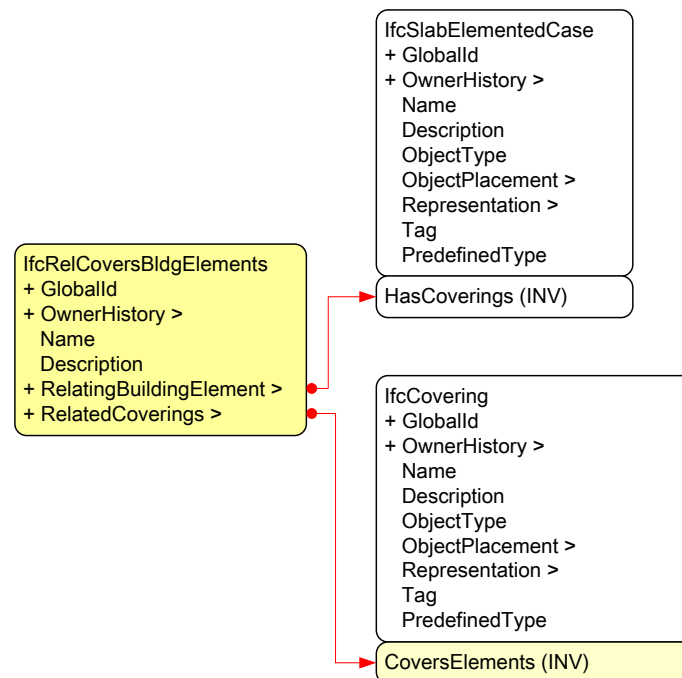 IfcSlabElementedCase
+ GlobalId
+ OwnerHistory >
Name
Description
ObjectType
ObjectPlacement >
Representation >
Tag
PredefinedType
HasCoverings (INV)
IfcRelCoversBldgElements
+ GlobalId
+ OwnerHistory >
Name
Description
+ RelatingBuildingElement >
+ RelatedCoverings >
IfcCovering
+ GlobalId
+ OwnerHistory >
Name
Description
ObjectType
ObjectPlacement >
Representation >
Tag
PredefinedType
CoversElements (INV)